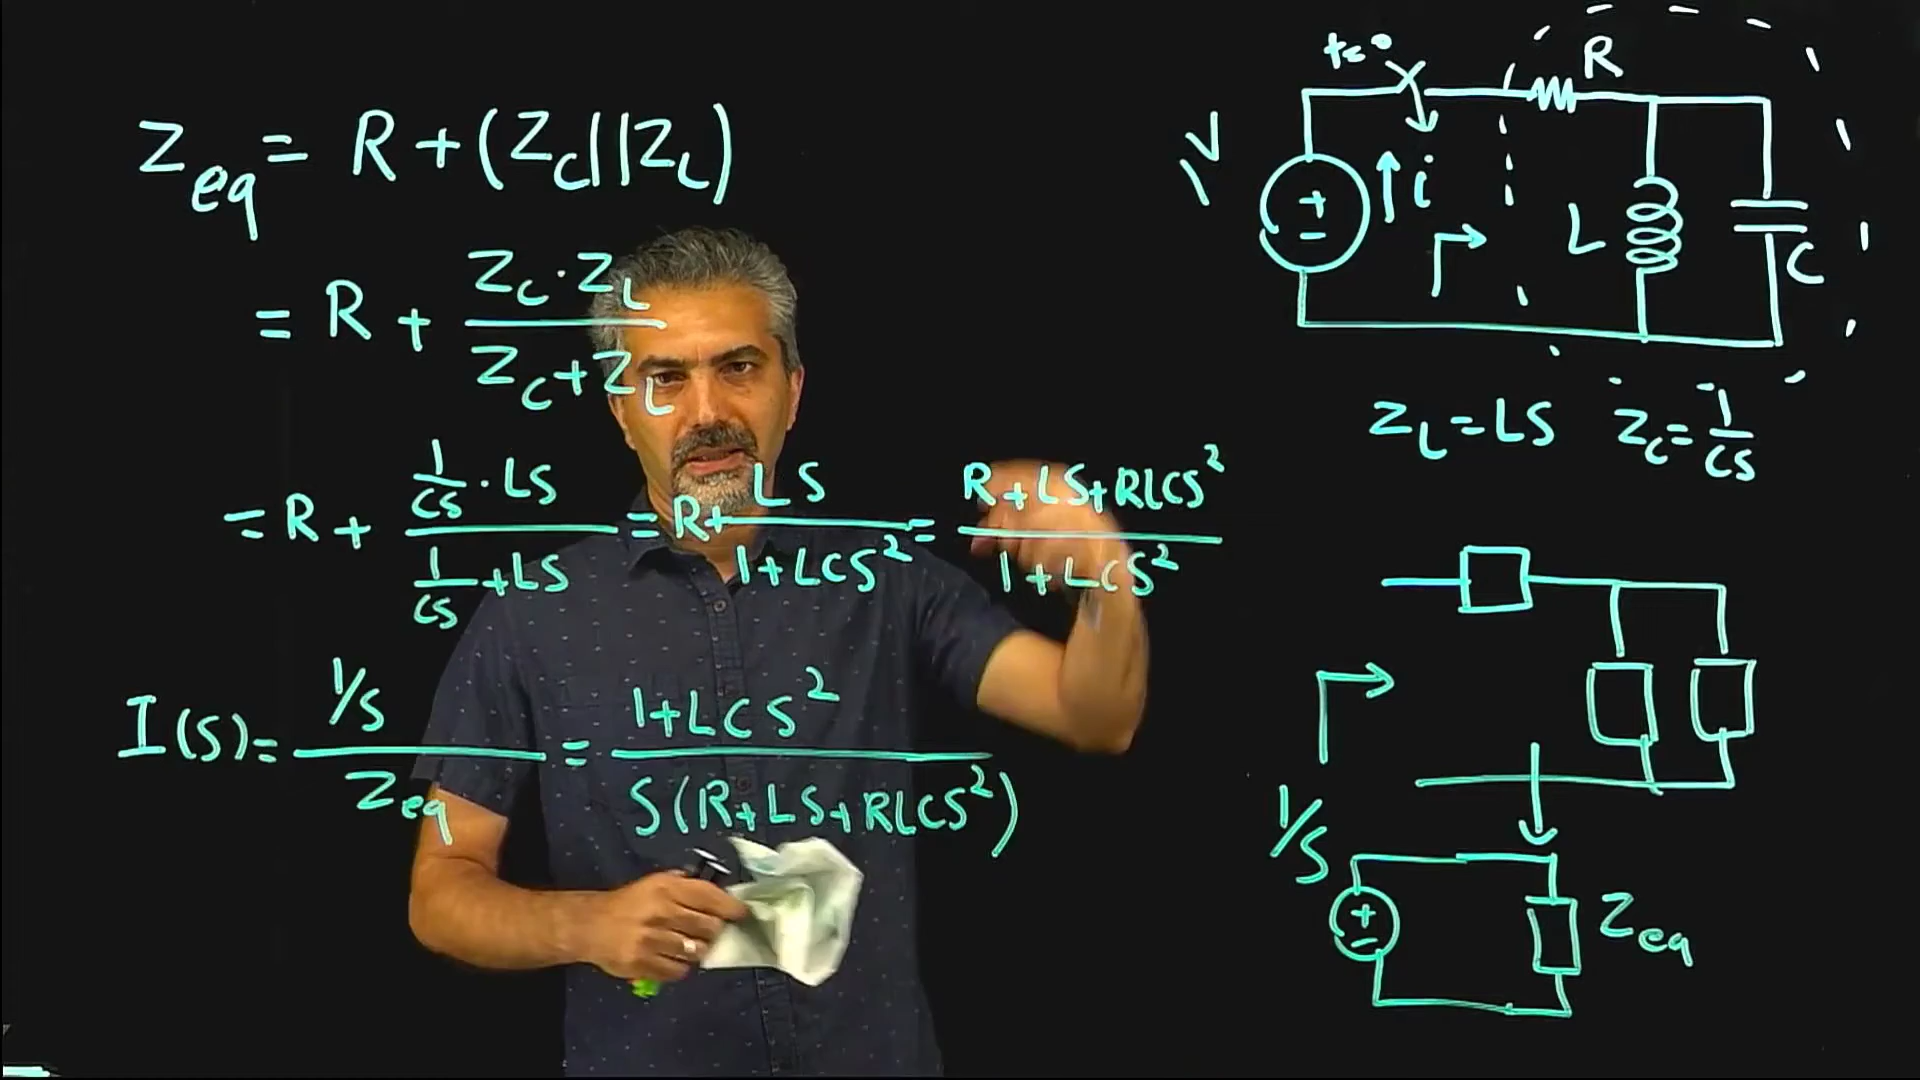 Zeq = R + (ZC || ZL)
= R + ZC · ZL / ZC + ZL
= R + 1/CS · LS / 1/CS + LS = R + LS / 1 + LCS² = R + LS + RLCS² / 1 + LCS²
I(S) = 1/S / Zeq = 1 + LCS² / S(R + LS + RLCS²)
t=0
R
1V
+
-
i
L
C
ZL = LS ZC = 1/CS
1/S
+
-
Zeq